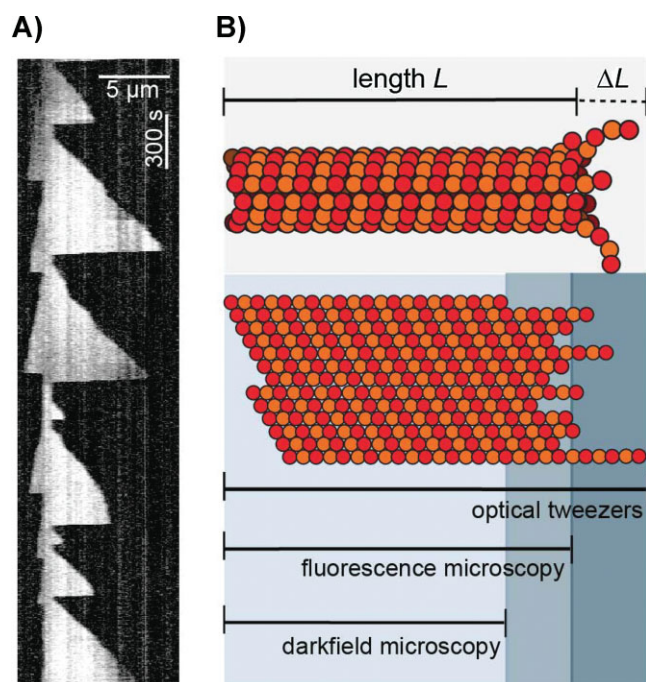 A)
B)
5 µm
300 s
length L
ΔL
optical tweezers
fluorescence microscopy
darkfield microscopy